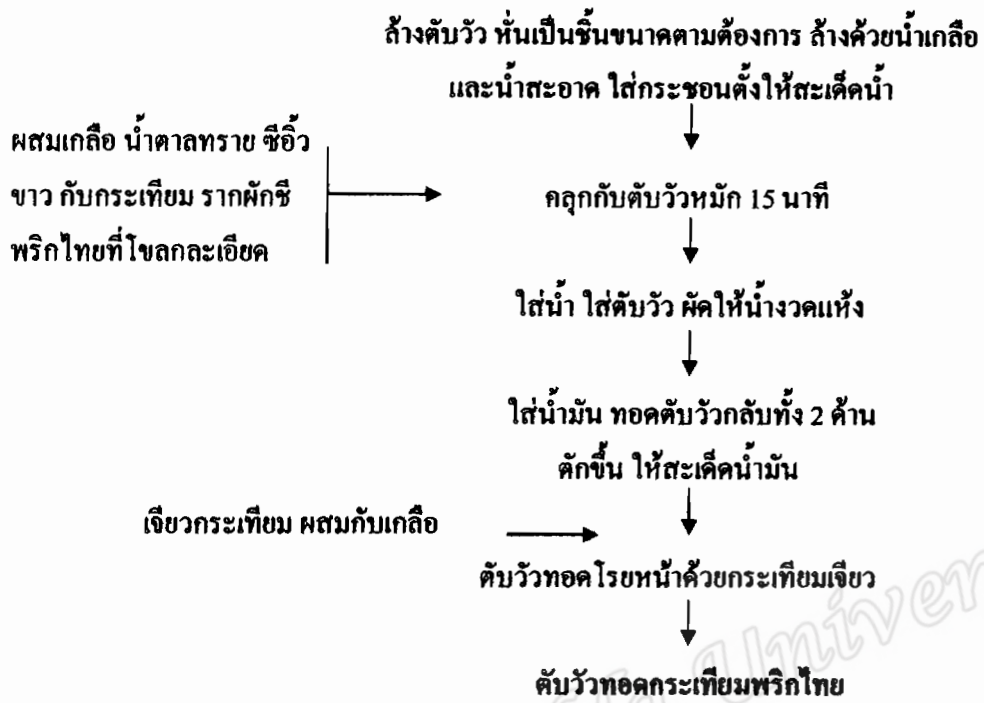 ล้างตับวัว หั่นเป็นชิ้นขนาดตามต้องการ ล้างด้วยน้ำเกลือ
และน้ำสะอาด ใส่กระชอนตั้งให้สะเด็ดน้ำ
ผสมเกลือ น้ำตาลทราย ซีอิ๊ว
ขาว กับกระเทียม รากผักชี
พริกไทยที่โขลกละเอียด
คลุกกับตับวัวหมัก 15 นาที
ใส่น้ำ ใส่ตับวัว ผัดให้น้ำงวดแห้ง
ใส่น้ำมัน ทอดตับวัวกลับทั้ง 2 ด้าน
ตักขึ้น ให้สะเด็ดน้ำมัน
เจียวกระเทียม ผสมกับเกลือ
ตับวัวทอดโรยหน้าด้วยกระเทียมเจียว
ตับวัวทอดกระเทียมพริกไทย